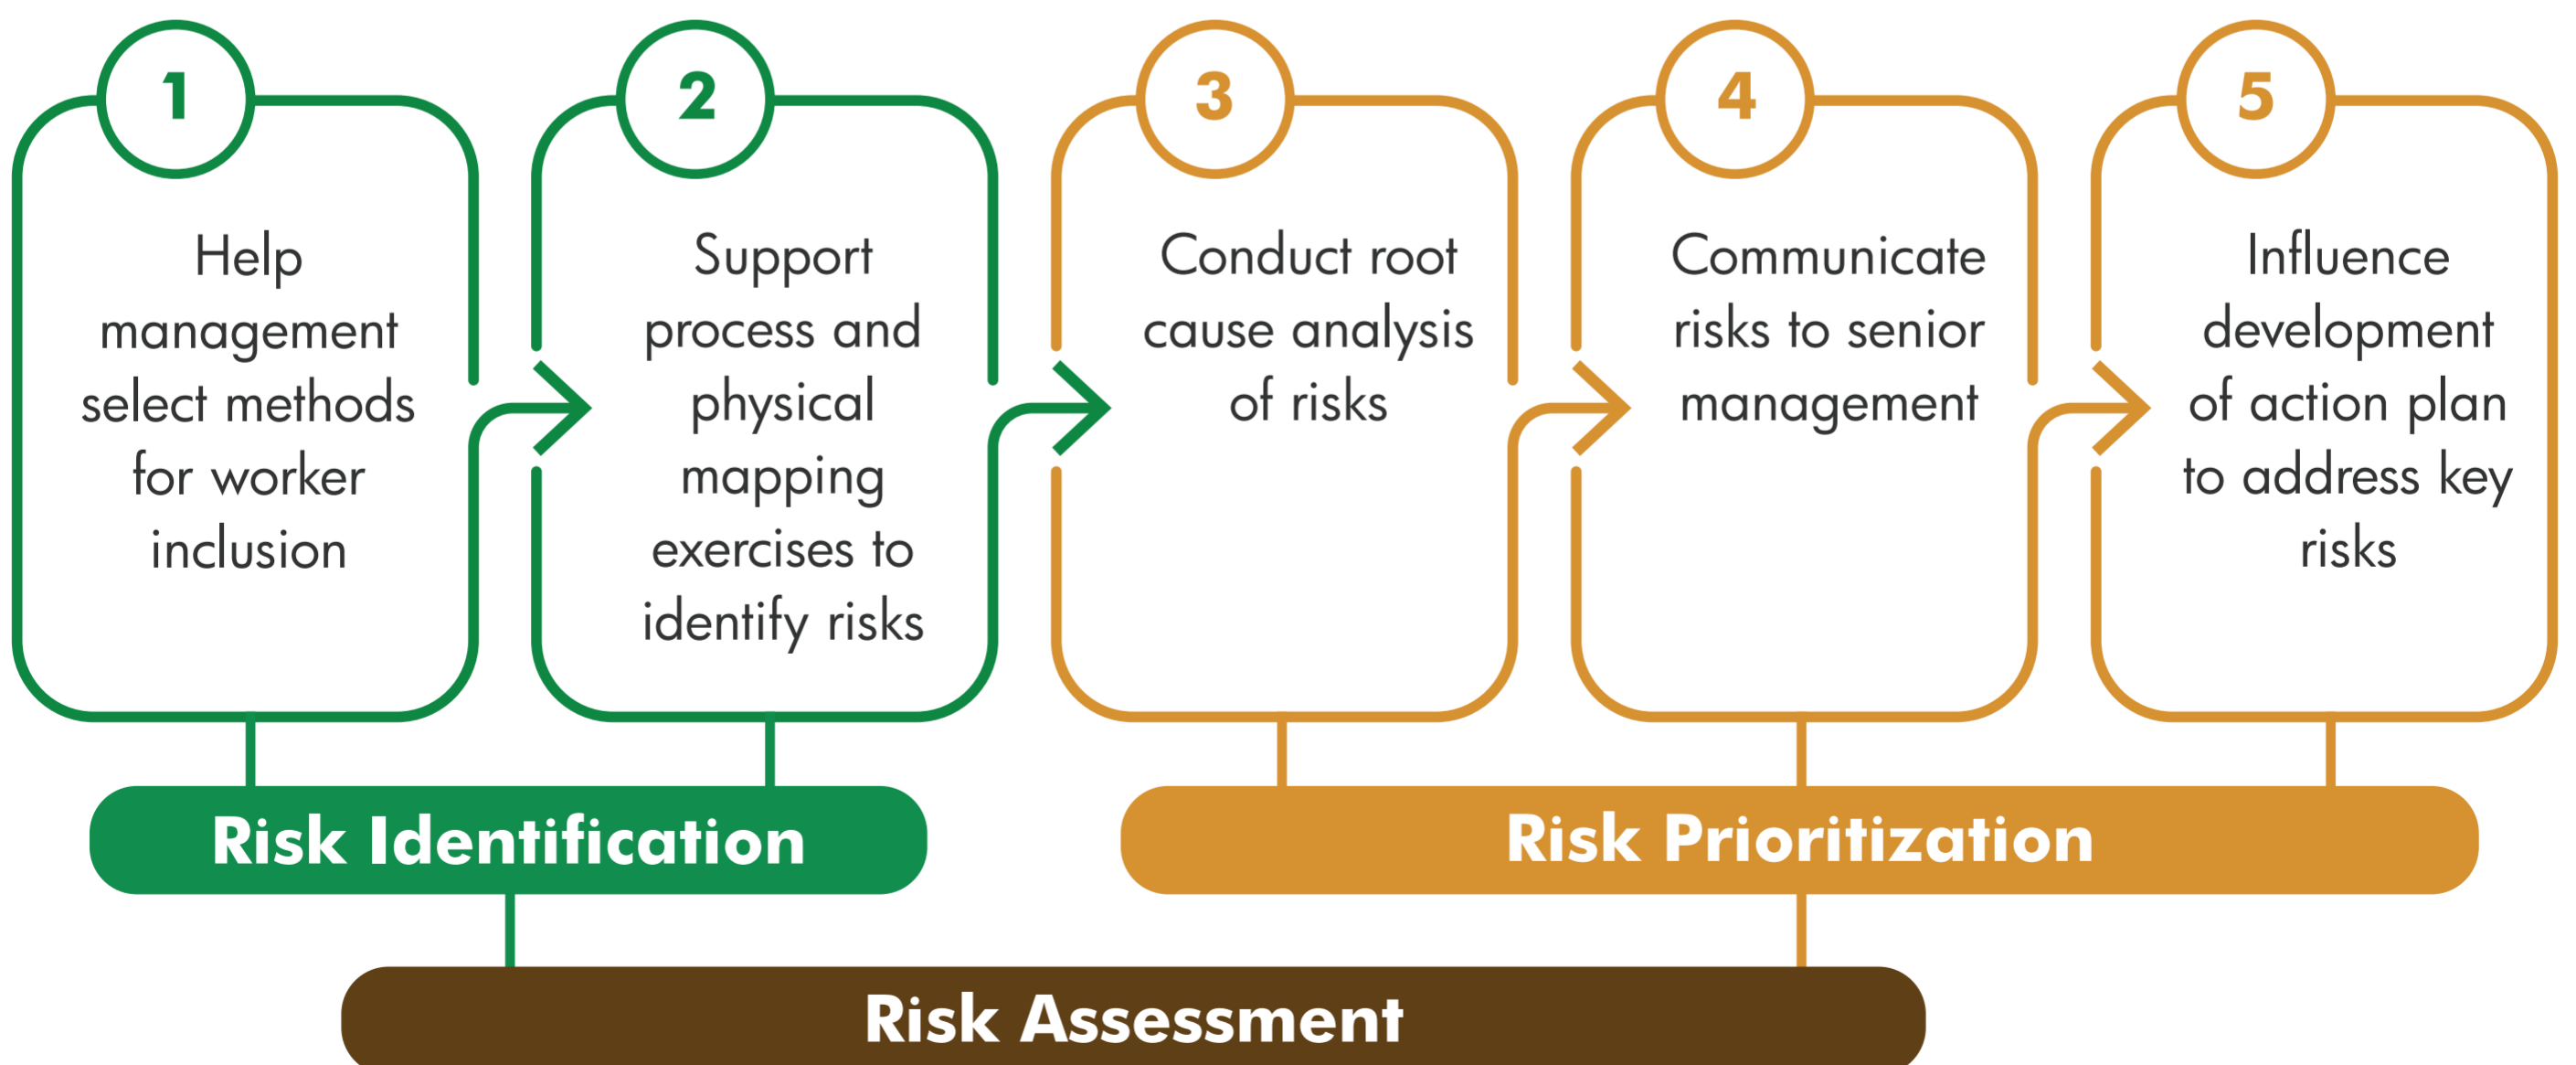 1
Help
management
select methods
for worker
inclusion
2
Support
process and
physical
mapping
exercises to
identify risks
3
Conduct root
cause analysis
of risks
4
Communicate
risks to senior
management
5
Influence
development
of action plan
to address key
risks
Risk Identification
Risk Prioritization
Risk Assessment